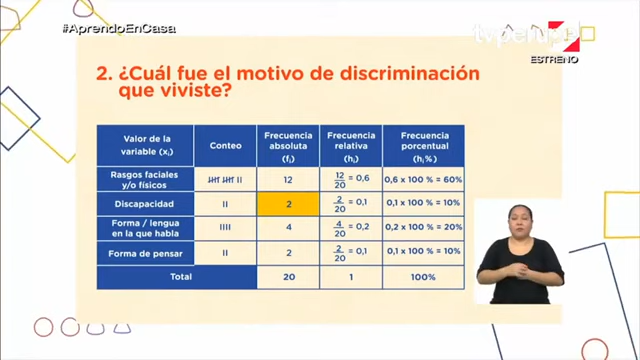 #AprendoEnCasa
tvperu
ESTRENO
2. ¿Cuál fue el motivo de discriminación
que viviste?
Valor de la
variable (xᵢ)
Conteo
Frecuencia
absoluta
(fᵢ)
Frecuencia
relativa
(hᵢ)
Frecuencia
porcentual
(hᵢ%)
Rasgos faciales
y/o físicos
12
12/20 = 0,6
0,6 x 100 % = 60%
Discapacidad
II
2
2/20 = 0,1
0,1 x 100 % = 10%
Forma / lengua
en la que habla
IIII
4
4/20 = 0,2
0,2 x 100 % = 20%
Forma de pensar
II
2
2/20 = 0,1
0,1 x 100 % = 10%
Total
20
1
100%